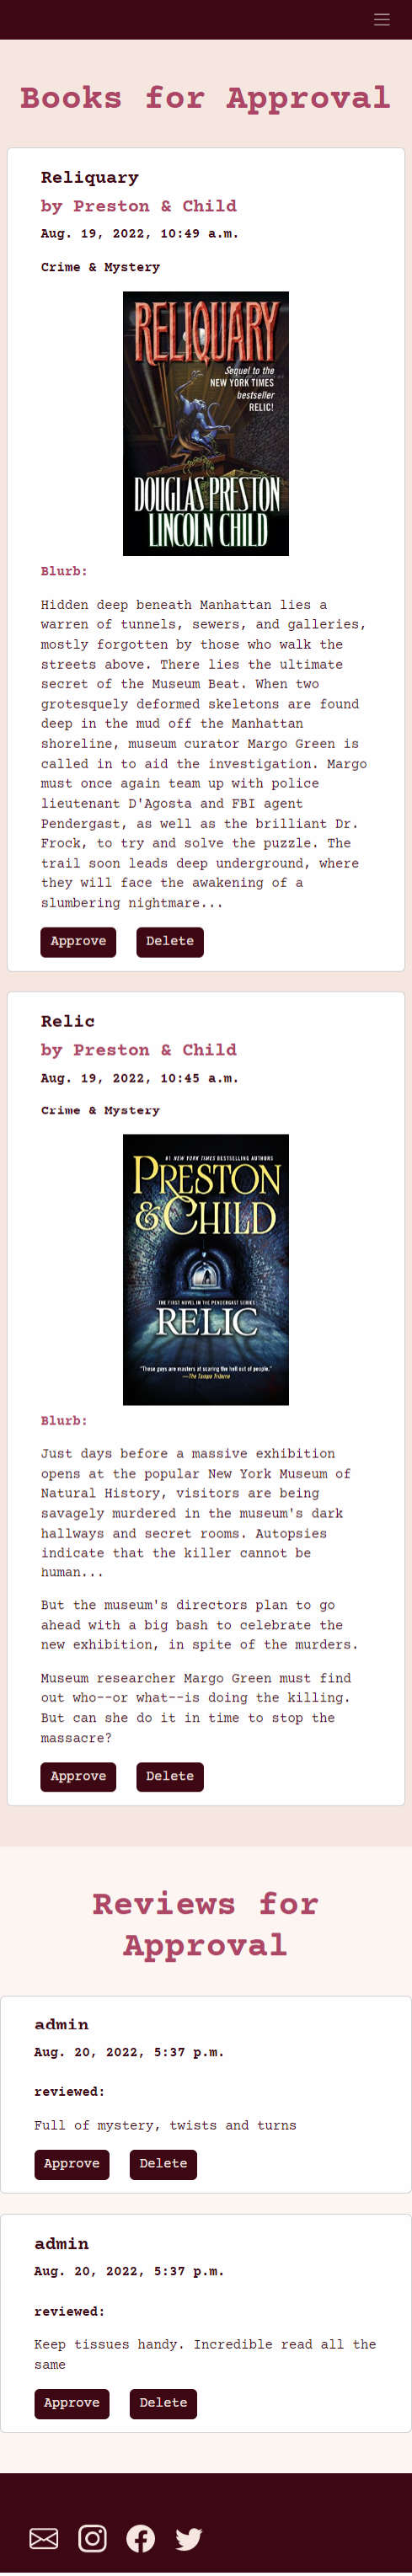 Books for Approval
Reliquary
by Preston & Child
Aug. 19, 2022, 10:49 a.m.
Crime & Mystery
RELIQUARY
Sequel to the
NEW YORK TIMES
bestseller
RELIC!
DOUGLAS PRESTON
LINCOLN CHILD
Blurb:
Hidden deep beneath Manhattan lies a
warren of tunnels, sewers, and galleries,
mostly forgotten by those who walk the
streets above. There lies the ultimate
secret of the Museum Beat. When two
grotesquely deformed skeletons are found
deep in the mud off the Manhattan
shoreline, museum curator Margo Green is
called in to aid the investigation. Margo
must once again team up with police
lieutenant D'Agosta and FBI agent
Pendergast, as well as the brilliant Dr.
Frock, to try and solve the puzzle. The
trail soon leads deep underground, where
they will face the awakening of a
slumbering nightmare...
Approve Delete
Relic
by Preston & Child
Aug. 19, 2022, 10:45 a.m.
Crime & Mystery
#1 NEW YORK TIMES BESTSELLING AUTHORS
PRESTON
& CHILD
THE FIRST NOVEL IN THE PENDERGAST SERIES
RELIC
"These guys are masters at scaring the hell out of people."
—The Tampa Tribune
Blurb:
Just days before a massive exhibition
opens at the popular New York Museum of
Natural History, visitors are being
savagely murdered in the museum's dark
hallways and secret rooms. Autopsies
indicate that the killer cannot be
human...
But the museum's directors plan to go
ahead with a big bash to celebrate the
new exhibition, in spite of the murders.
Museum researcher Margo Green must find
out who--or what--is doing the killing.
But can she do it in time to stop the
massacre?
Approve Delete
Reviews for
Approval
admin
Aug. 20, 2022, 5:37 p.m.
reviewed:
Full of mystery, twists and turns
Approve Delete
admin
Aug. 20, 2022, 5:37 p.m.
reviewed:
Keep tissues handy. Incredible read all the
same
Approve Delete